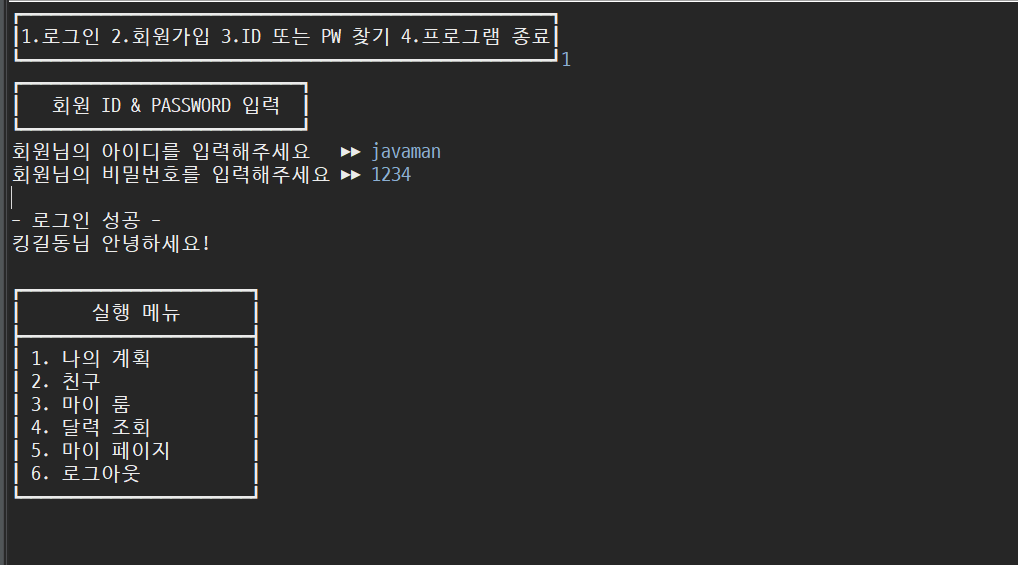 1.로그인 2.회원가입 3.ID 또는 PW 찾기 4.프로그램 종료
1
회원 ID & PASSWORD 입력
회원님의 아이디를 입력해주세요 ▶▶ javaman
회원님의 비밀번호를 입력해주세요 ▶▶ 1234
- 로그인 성공 -
킹길동님 안녕하세요!
실행 메뉴
1. 나의 계획
2. 친구
3. 마이 룸
4. 달력 조회
5. 마이 페이지
6. 로그아웃